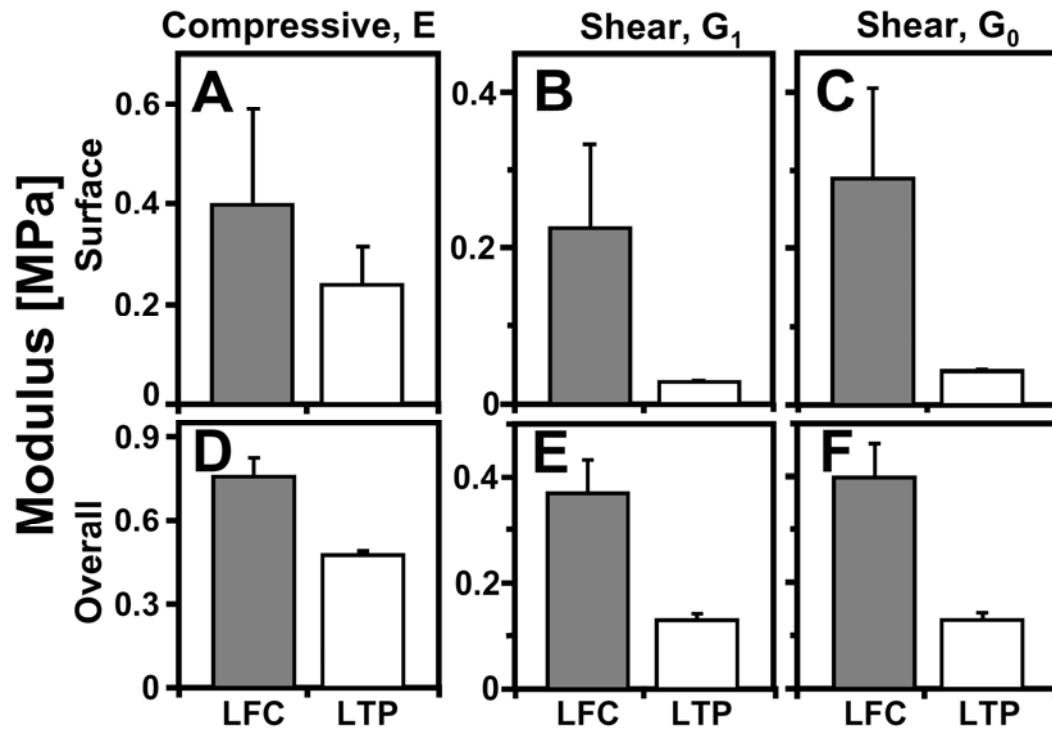 Compressive, E
Shear, G₁
Shear, G₀
Modulus [MPa]
Surface
0.6
0.4
0.2
0
A
0.4
0.2
0
B
C
Overall
0.9
0.6
0.3
0
D
0.4
0.2
0
E
F
LFC LTP
LFC LTP
LFC LTP